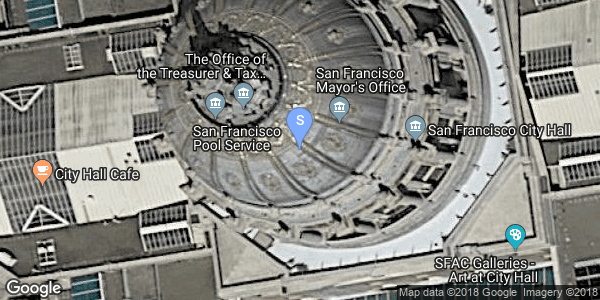 The Office of
the Treasurer & Tax...
San Francisco
Mayor's Office
San Francisco
Pool Service
S
San Francisco City Hall
City Hall Cafe
SFAC Galleries -
Art at City Hall
Google
Map data ©2018 Google Imagery ©2018